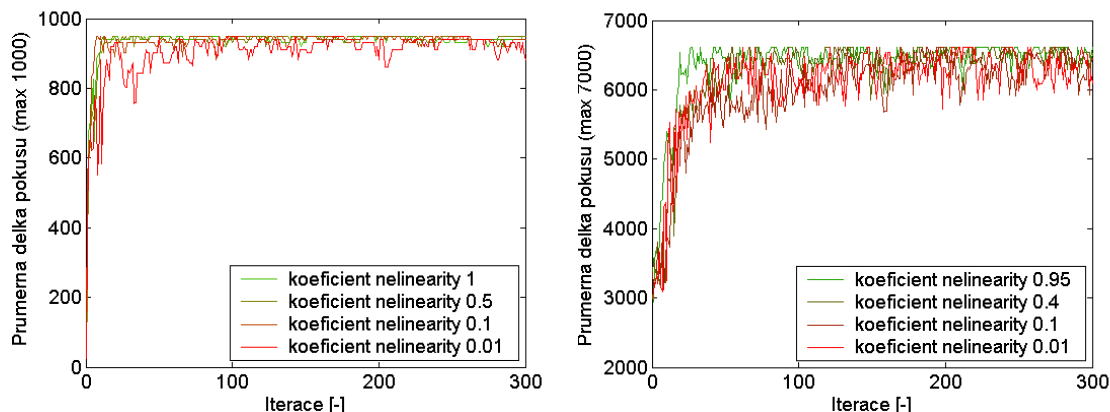 Prumerna delka pokusu (max 1000)
1000
800
600
400
200
0
koeficient nelinearity 1
koeficient nelinearity 0.5
koeficient nelinearity 0.1
koeficient nelinearity 0.01
0
100
200
300
Iterace [-]
Prumerna delka pokusu (max 7000)
7000
6000
5000
4000
3000
2000
koeficient nelinearity 0.95
koeficient nelinearity 0.4
koeficient nelinearity 0.1
koeficient nelinearity 0.01
0
100
200
300
Iterace [-]